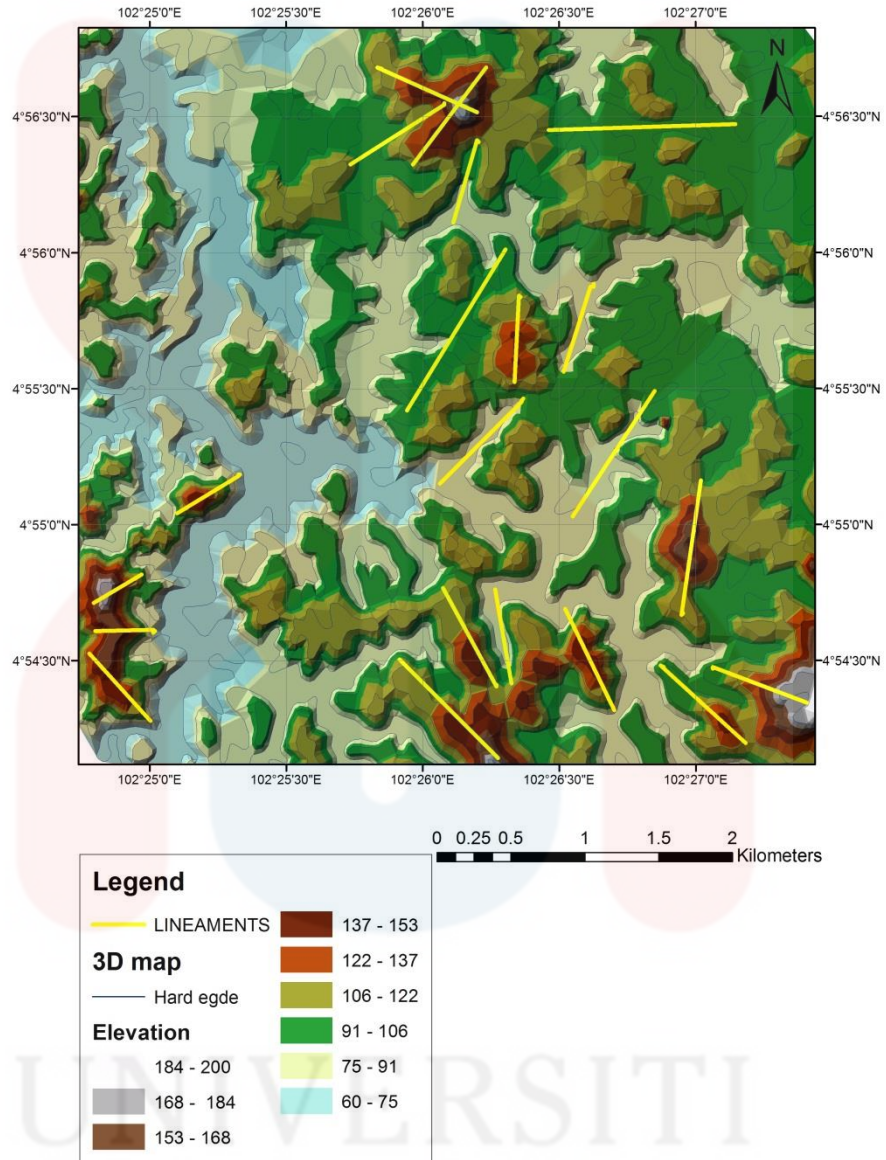 102°25'0"E 102°25'30"E 102°26'0"E 102°26'30"E 102°27'0"E
N
4°56'30"N 4°56'30"N
4°56'0"N 4°56'0"N
4°55'30"N 4°55'30"N
4°55'0"N 4°55'0"N
4°54'30"N 4°54'30"N
102°25'0"E 102°25'30"E 102°26'0"E 102°26'30"E 102°27'0"E
0 0.25 0.5 1 1.5 2
Kilometers
Legend
LINEAMENTS
3D map
Hard egde
Elevation
184 - 200
168 - 184
153 - 168
137 - 153
122 - 137
106 - 122
91 - 106
75 - 91
60 - 75
UNIVERSITI